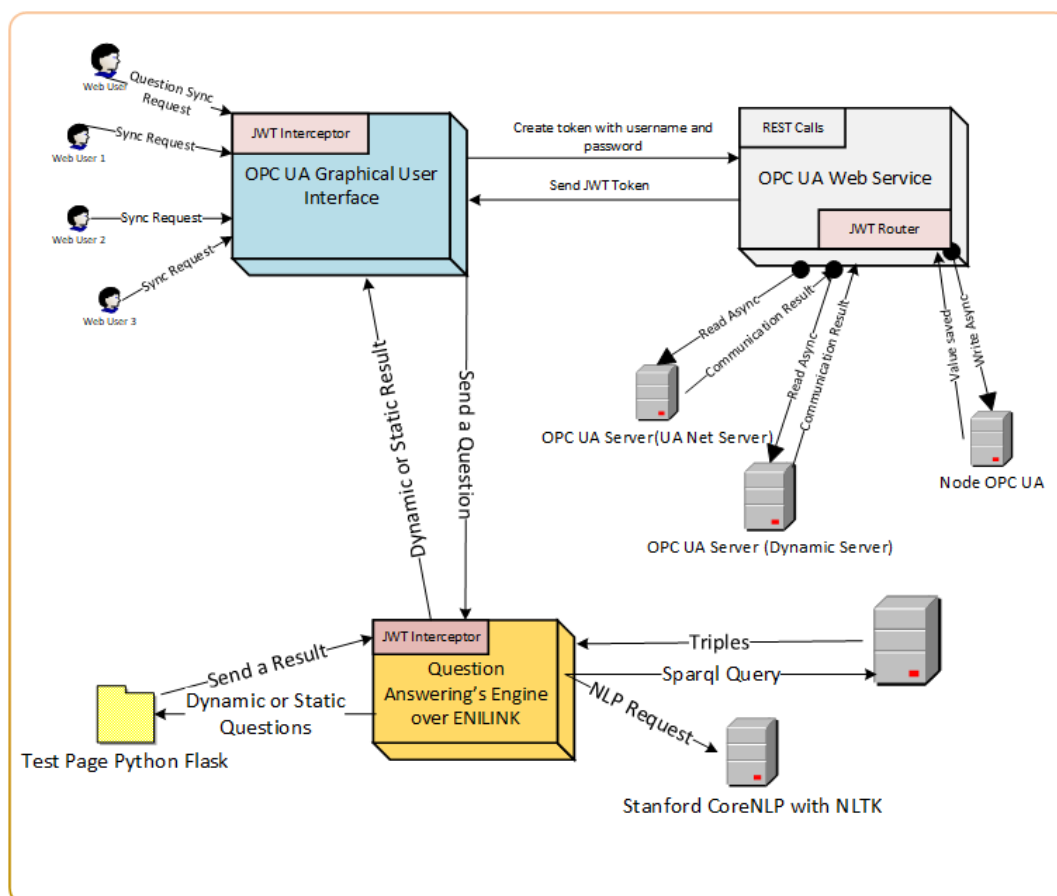 Web User
Question Sync
Request
Web User 1
Sync Request
Web User 2
Sync Request
Web User 3
Sync Request
JWT Interceptor
OPC UA Graphical User
Interface
Create token with username and
password
Send JWT Token
REST Calls
OPC UA Web Service
JWT Router
Read Async
Communication Result
Read Async
Communication Result
Value saved
Write Async
OPC UA Server(UA Net Server)
OPC UA Server (Dynamic Server)
Node OPC UA
Dynamic or Static Result
Send a Question
JWT Interceptor
Question
Answering's Engine
over ENILINK
Send a Result
Dynamic or Static
Questions
Test Page Python Flask
Triples
Sparql Query
NLP Request
Stanford CoreNLP with NLTK